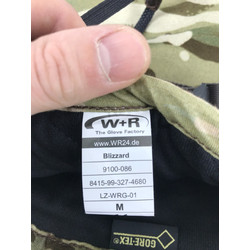 W+R
The Glove Factory
www.WR24.de
Blizzard
9100-086
8415-99-327-4680
LZ-WRG-01
M
GORE-TEX